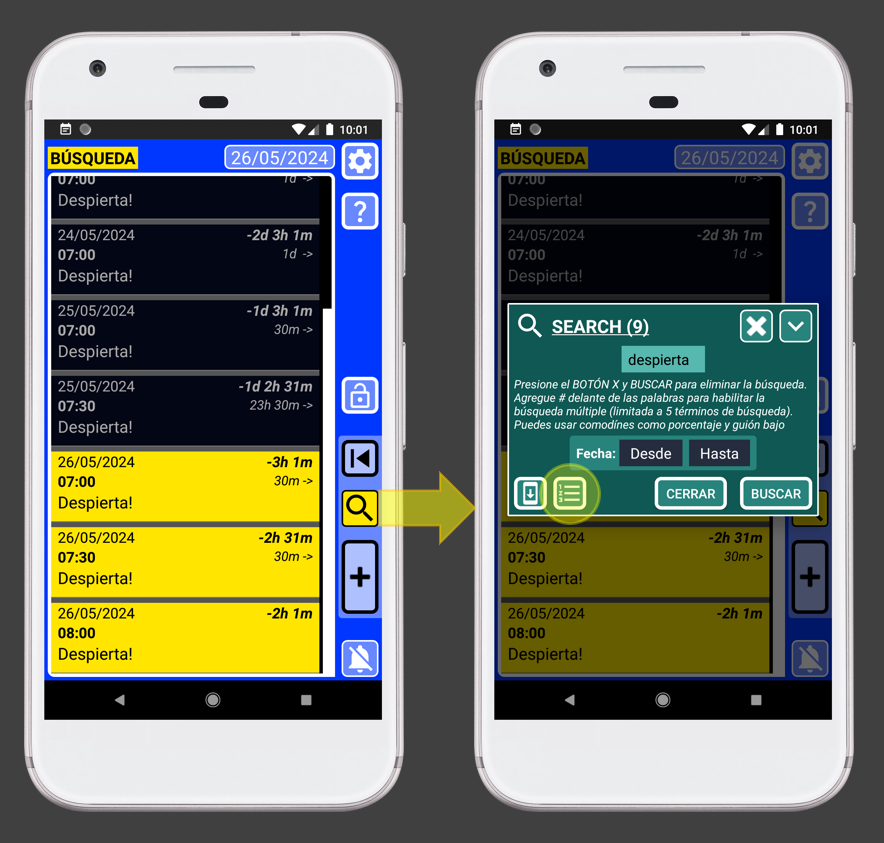 10:01
BÚSQUEDA
26/05/2024
07:00
1d ->
Despierta!
24/05/2024
-2d 3h 1m
07:00
1d ->
Despierta!
25/05/2024
-1d 3h 1m
07:00
30m ->
Despierta!
25/05/2024
-1d 2h 31m
07:30
23h 30m ->
Despierta!
26/05/2024
-3h 1m
07:00
30m ->
Despierta!
26/05/2024
-2h 31m
07:30
30m ->
Despierta!
26/05/2024
-2h 1m
08:00
Despierta!
?
+
10:01
BÚSQUEDA
26/05/2024
07:00
1d ->
Despierta!
24/05/2024
-2d 3h 1m
07:00
1d ->
Despierta!
?
SEARCH (9)
despierta
Presione el BOTÓN X y BUSCAR para eliminar la búsqueda.
Agregue # delante de las palabras para habilitar la
búsqueda múltiple (limitada a 5 términos de búsqueda).
Puedes usar comodínes como porcentaje y guión bajo
Fecha: Desde Hasta
CERRAR
BUSCAR
26/05/2024
-2h 31m
07:30
30m ->
Despierta!
26/05/2024
-2h 1m
08:00
Despierta!
+